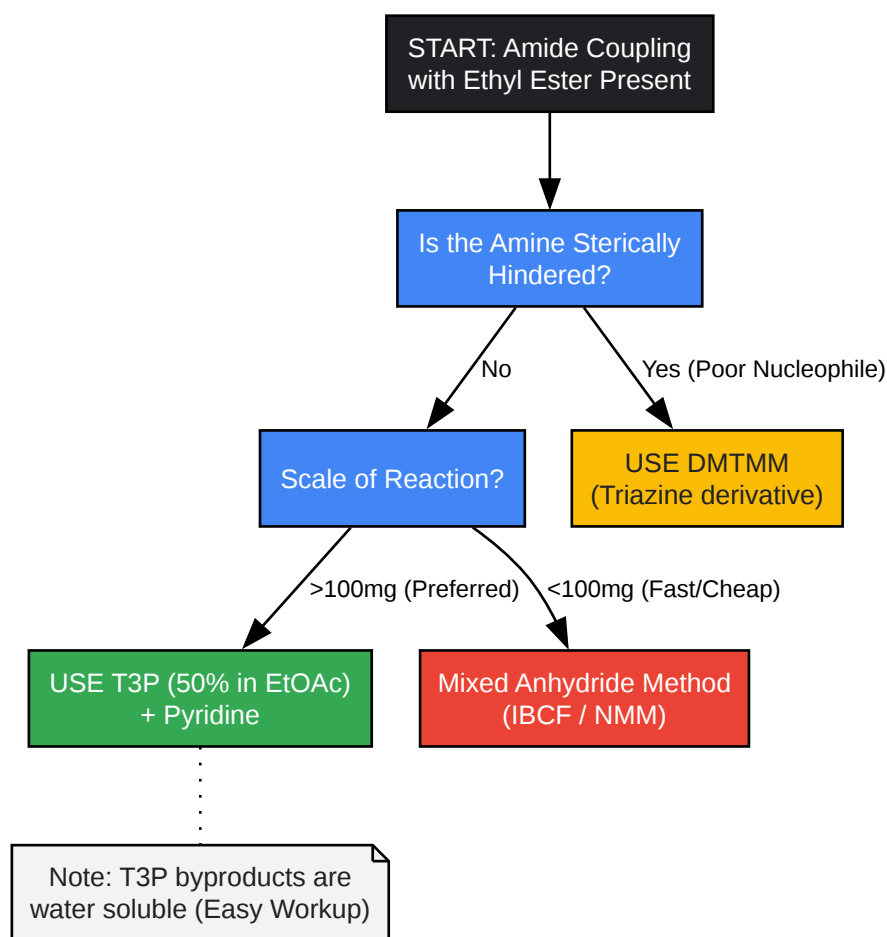 START: Amide Coupling
with Ethyl Ester Present
Is the Amine Sterically
Hindered?
No
Yes (Poor Nucleophile)
Scale of Reaction?
USE DMTMM
(Triazine derivative)
>100mg (Preferred)
<100mg (Fast/Cheap)
USE T3P (50% in EtOAc)
+ Pyridine
Mixed Anhydride Method
(IBCF / NMM)
Note: T3P byproducts are
water soluble (Easy Workup)